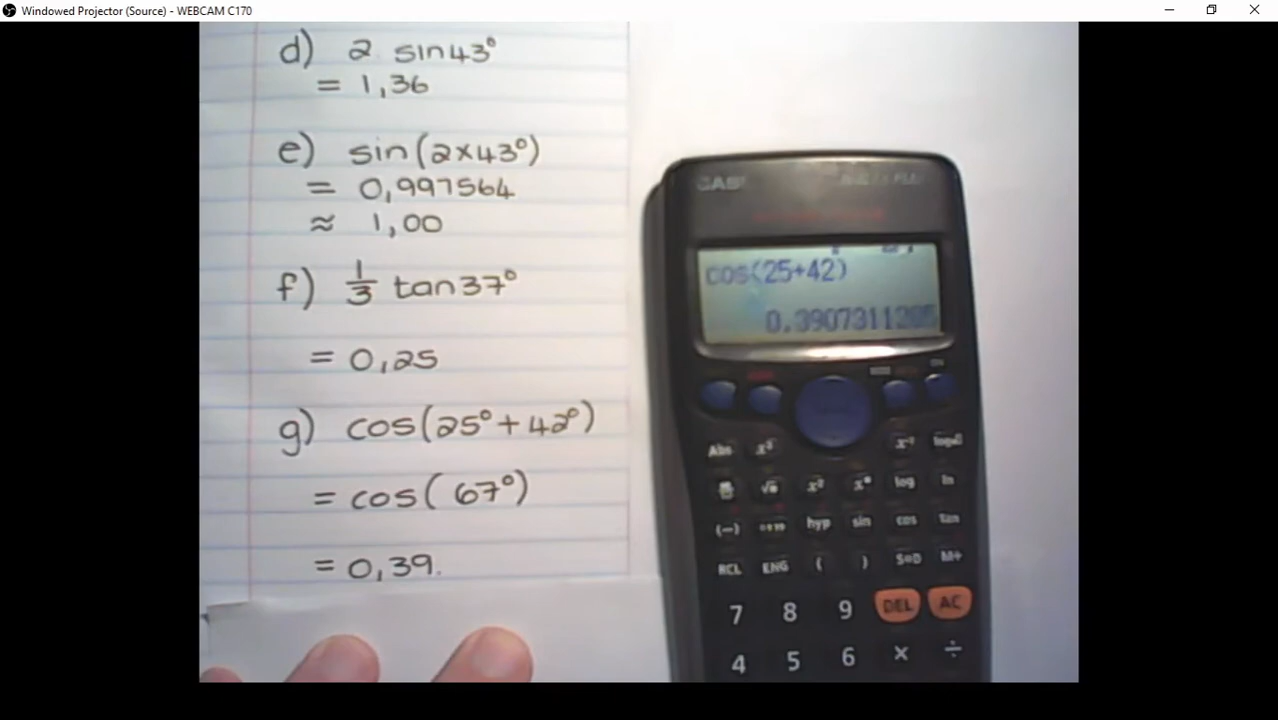 Windowed Projector (Source) - WEBCAM C170
d) 2 sin43°
= 1,36
e) sin(2×43°)
= 0,997564
≈ 1,00
f) 1/3 tan37°
= 0,25
g) cos(25°+42°)
= cos( 67°)
= 0,39.
CASIO
cos(25+42)
0.3907311285
ON
Abs x³ x⁻¹ log
√ x² log ln
(−) hyp sin cos tan
RCL ENG ( ) S⇔D M+
7 8 9 DEL AC
4 5 6 × ÷